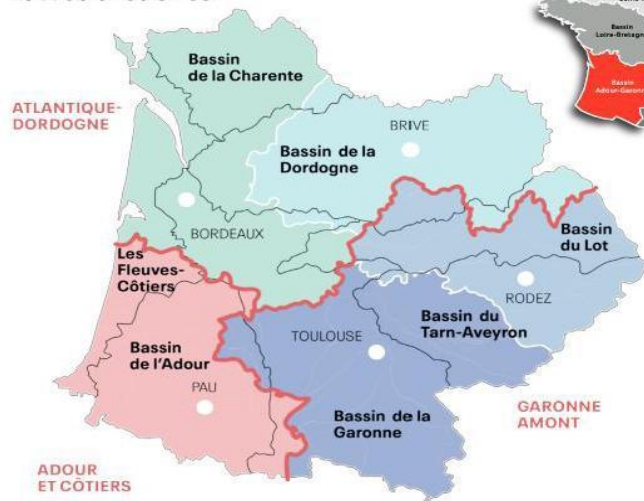 Bassin
Loire-Bretagne
Bassin
Adour-Garonne
Bassin
de la Charente
ATLANTIQUE-
DORDOGNE
BRIVE
Bassin de la
Dordogne
BORDEAUX
Bassin
du Lot
Les
Fleuves-
Côtiers
RODEZ
Bassin du
Tarn-Aveyron
TOULOUSE
Bassin
de l'Adour
PAU
Bassin de la
Garonne
GARONNE
AMONT
ADOUR
ET CÔTIERS